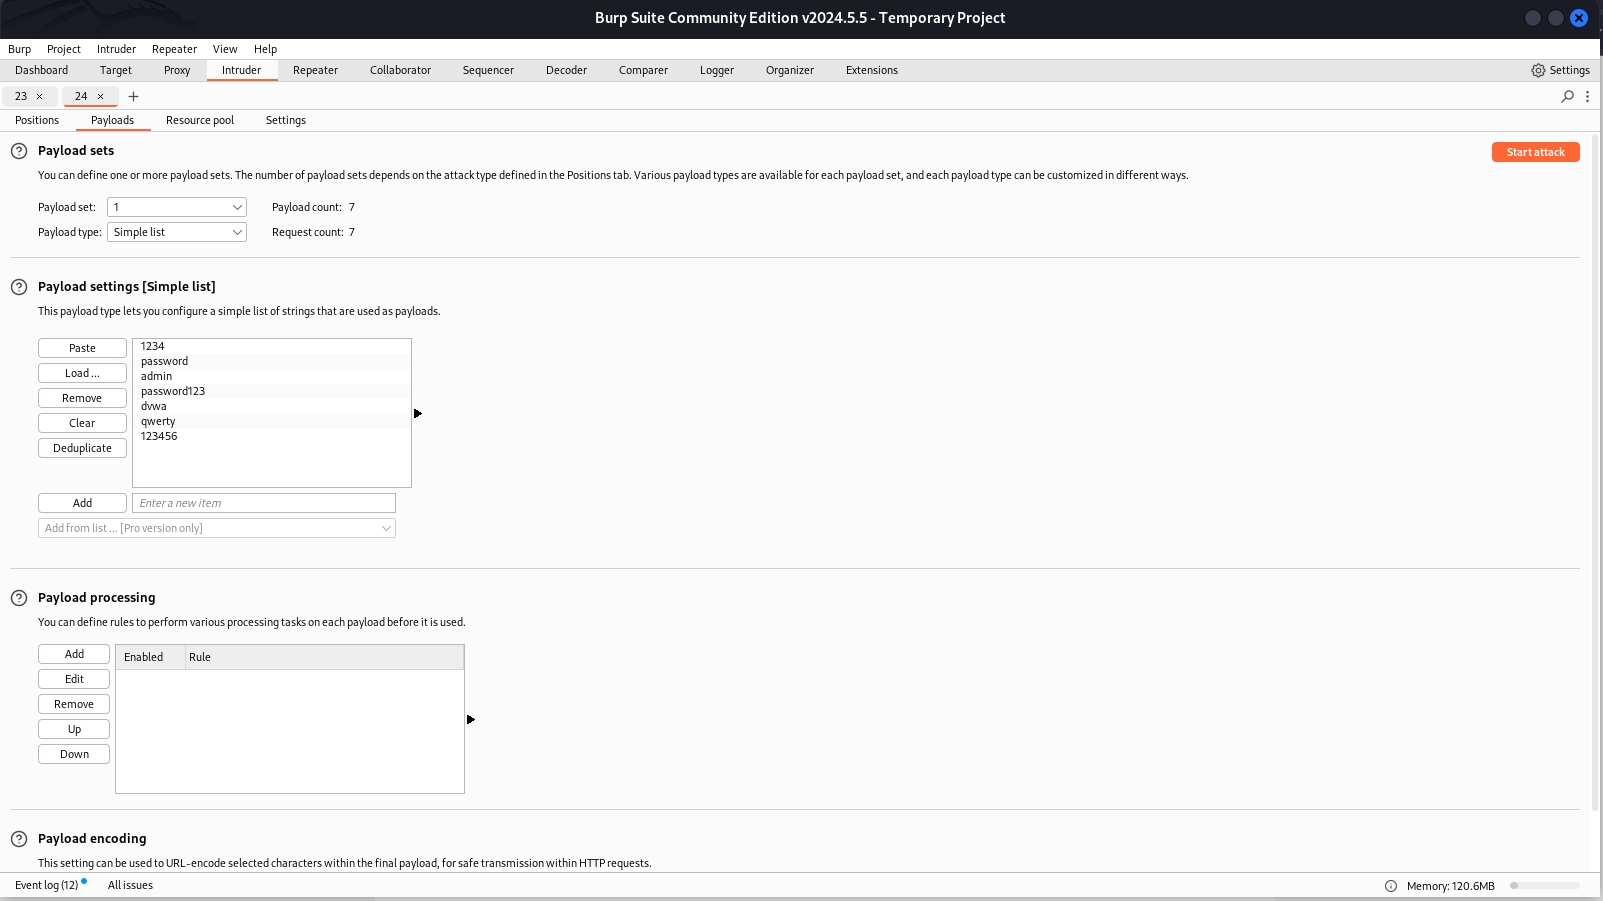 Burp Suite Community Edition v2024.5.5 - Temporary Project
Burp Project Intruder Repeater View Help
Dashboard Target Proxy Intruder Repeater Collaborator Sequencer Decoder Comparer Logger Organizer Extensions Settings
23 × 24 × +
Positions Payloads Resource pool Settings
? Payload sets Start attack
You can define one or more payload sets. The number of payload sets depends on the attack type defined in the Positions tab. Various payload types are available for each payload set, and each payload type can be customized in different ways.
Payload set: 1 Payload count: 7
Payload type: Simple list Request count: 7
? Payload settings [Simple list]
This payload type lets you configure a simple list of strings that are used as payloads.
Paste
Load ...
Remove
Clear
Deduplicate
1234
password
admin
password123
dvwa
qwerty
123456
Add Enter a new item
Add from list ... [Pro version only]
? Payload processing
You can define rules to perform various processing tasks on each payload before it is used.
Add
Edit
Remove
Up
Down
Enabled Rule
? Payload encoding
This setting can be used to URL-encode selected characters within the final payload, for safe transmission within HTTP requests.
Event log (12) All issues Memory: 120.6MB